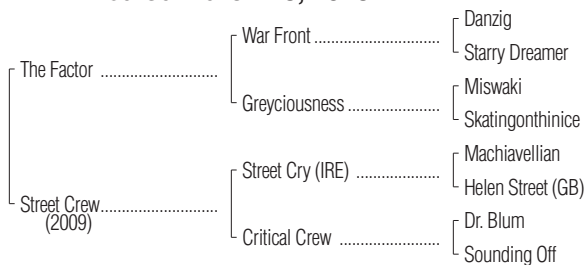 War Front
Danzig
Starry Dreamer
The Factor
Greyciousness
Miswaki
Skatingonthinice
Street Cry (IRE)
Machiavellian
Helen Street (GB)
Street Crew
(2009)
Critical Crew
Dr. Blum
Sounding Off